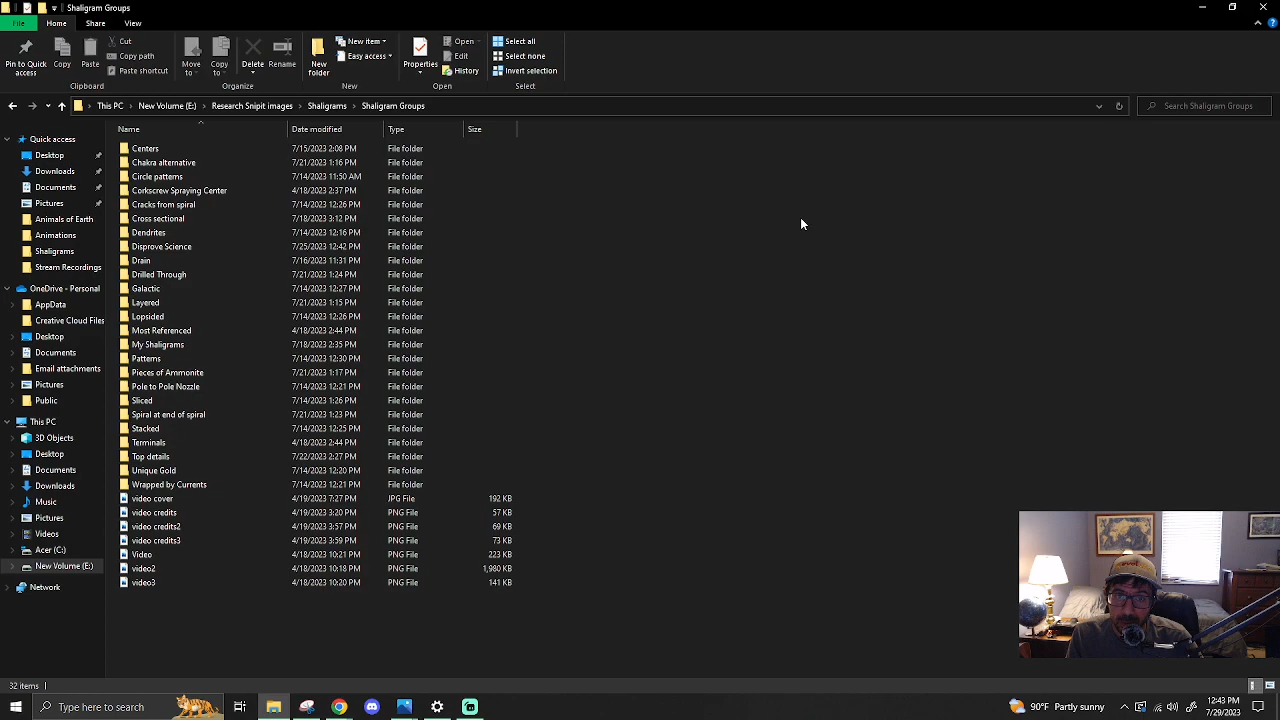 Shaligram Groups
File Home Share View
Pin to Quick access
Copy
Paste
Cut
Copy path
Paste shortcut
Move to
Copy to
Delete
Rename
New folder
New item
Easy access
Properties
Open
Edit
History
Select all
Select none
Invert selection
Clipboard Organize New Open Select
This PC > New Volume (E:) > Research Snipit images > Shaligrams > Shaligram Groups
Search Shaligram Groups
Quick access
Desktop
Downloads
Documents
Pictures
Animals of Earth
Animations
Shaligrams
Stream Recordings
OneDrive - Personal
AppData
Creative Cloud Files
Desktop
Documents
Email attachments
Pictures
Public
This PC
3D Objects
Desktop
Documents
Downloads
Music
Pictures
Videos
Acer (C:)
New Volume (E:)
Network
Name Date modified Type Size
Centers 7/15/2023 2:08 PM File folder
Chakra alternative 7/21/2023 1:16 PM File folder
Circle patterns 7/14/2023 11:50 AM File folder
Corkscrew Spraying Center 4/18/2023 2:37 PM File folder
Cracks from spiral 7/14/2023 12:26 PM File folder
Cross sectional 7/18/2023 3:12 PM File folder
Dendrites 7/14/2023 12:16 PM File folder
Disprove Science 7/25/2023 12:42 PM File folder
Drain 7/16/2023 11:31 PM File folder
Drilled Through 7/21/2023 1:24 PM File folder
Galactic 7/14/2023 12:27 PM File folder
Layered 7/21/2023 1:15 PM File folder
Lopsided 7/14/2023 12:26 PM File folder
Most Referenced 4/18/2023 2:44 PM File folder
My Shaligrams 7/18/2023 2:35 PM File folder
Patterns 7/14/2023 12:30 PM File folder
Pieces of Ammonite 7/21/2023 1:17 PM File folder
Pole to Pole Nozzle 7/14/2023 12:21 PM File folder
Sliced 7/14/2023 1:26 PM File folder
Spiral at end of spiral 7/21/2023 1:23 PM File folder
Stacked 7/14/2023 12:25 PM File folder
Terminals 4/18/2023 2:44 PM File folder
Top details 7/22/2023 2:27 PM File folder
Unique Gold 7/14/2023 12:20 PM File folder
Wrapped by Currents 7/14/2023 12:21 PM File folder
video cover 4/19/2023 7:27 PM JPG File 192 KB
video credits 4/19/2023 3:20 PM PNG File 57 KB
video credits2 4/19/2023 3:57 PM PNG File 69 KB
video credits3 4/19/2023 3:59 PM PNG File 73 KB
Video 4/18/2023 10:21 PM PNG File 223 KB
video2 4/18/2023 10:18 PM PNG File 1,980 KB
video3 4/18/2023 10:20 PM PNG File 141 KB
32 items
Type here to search
90°F Partly sunny
12:43 PM
7/29/2023